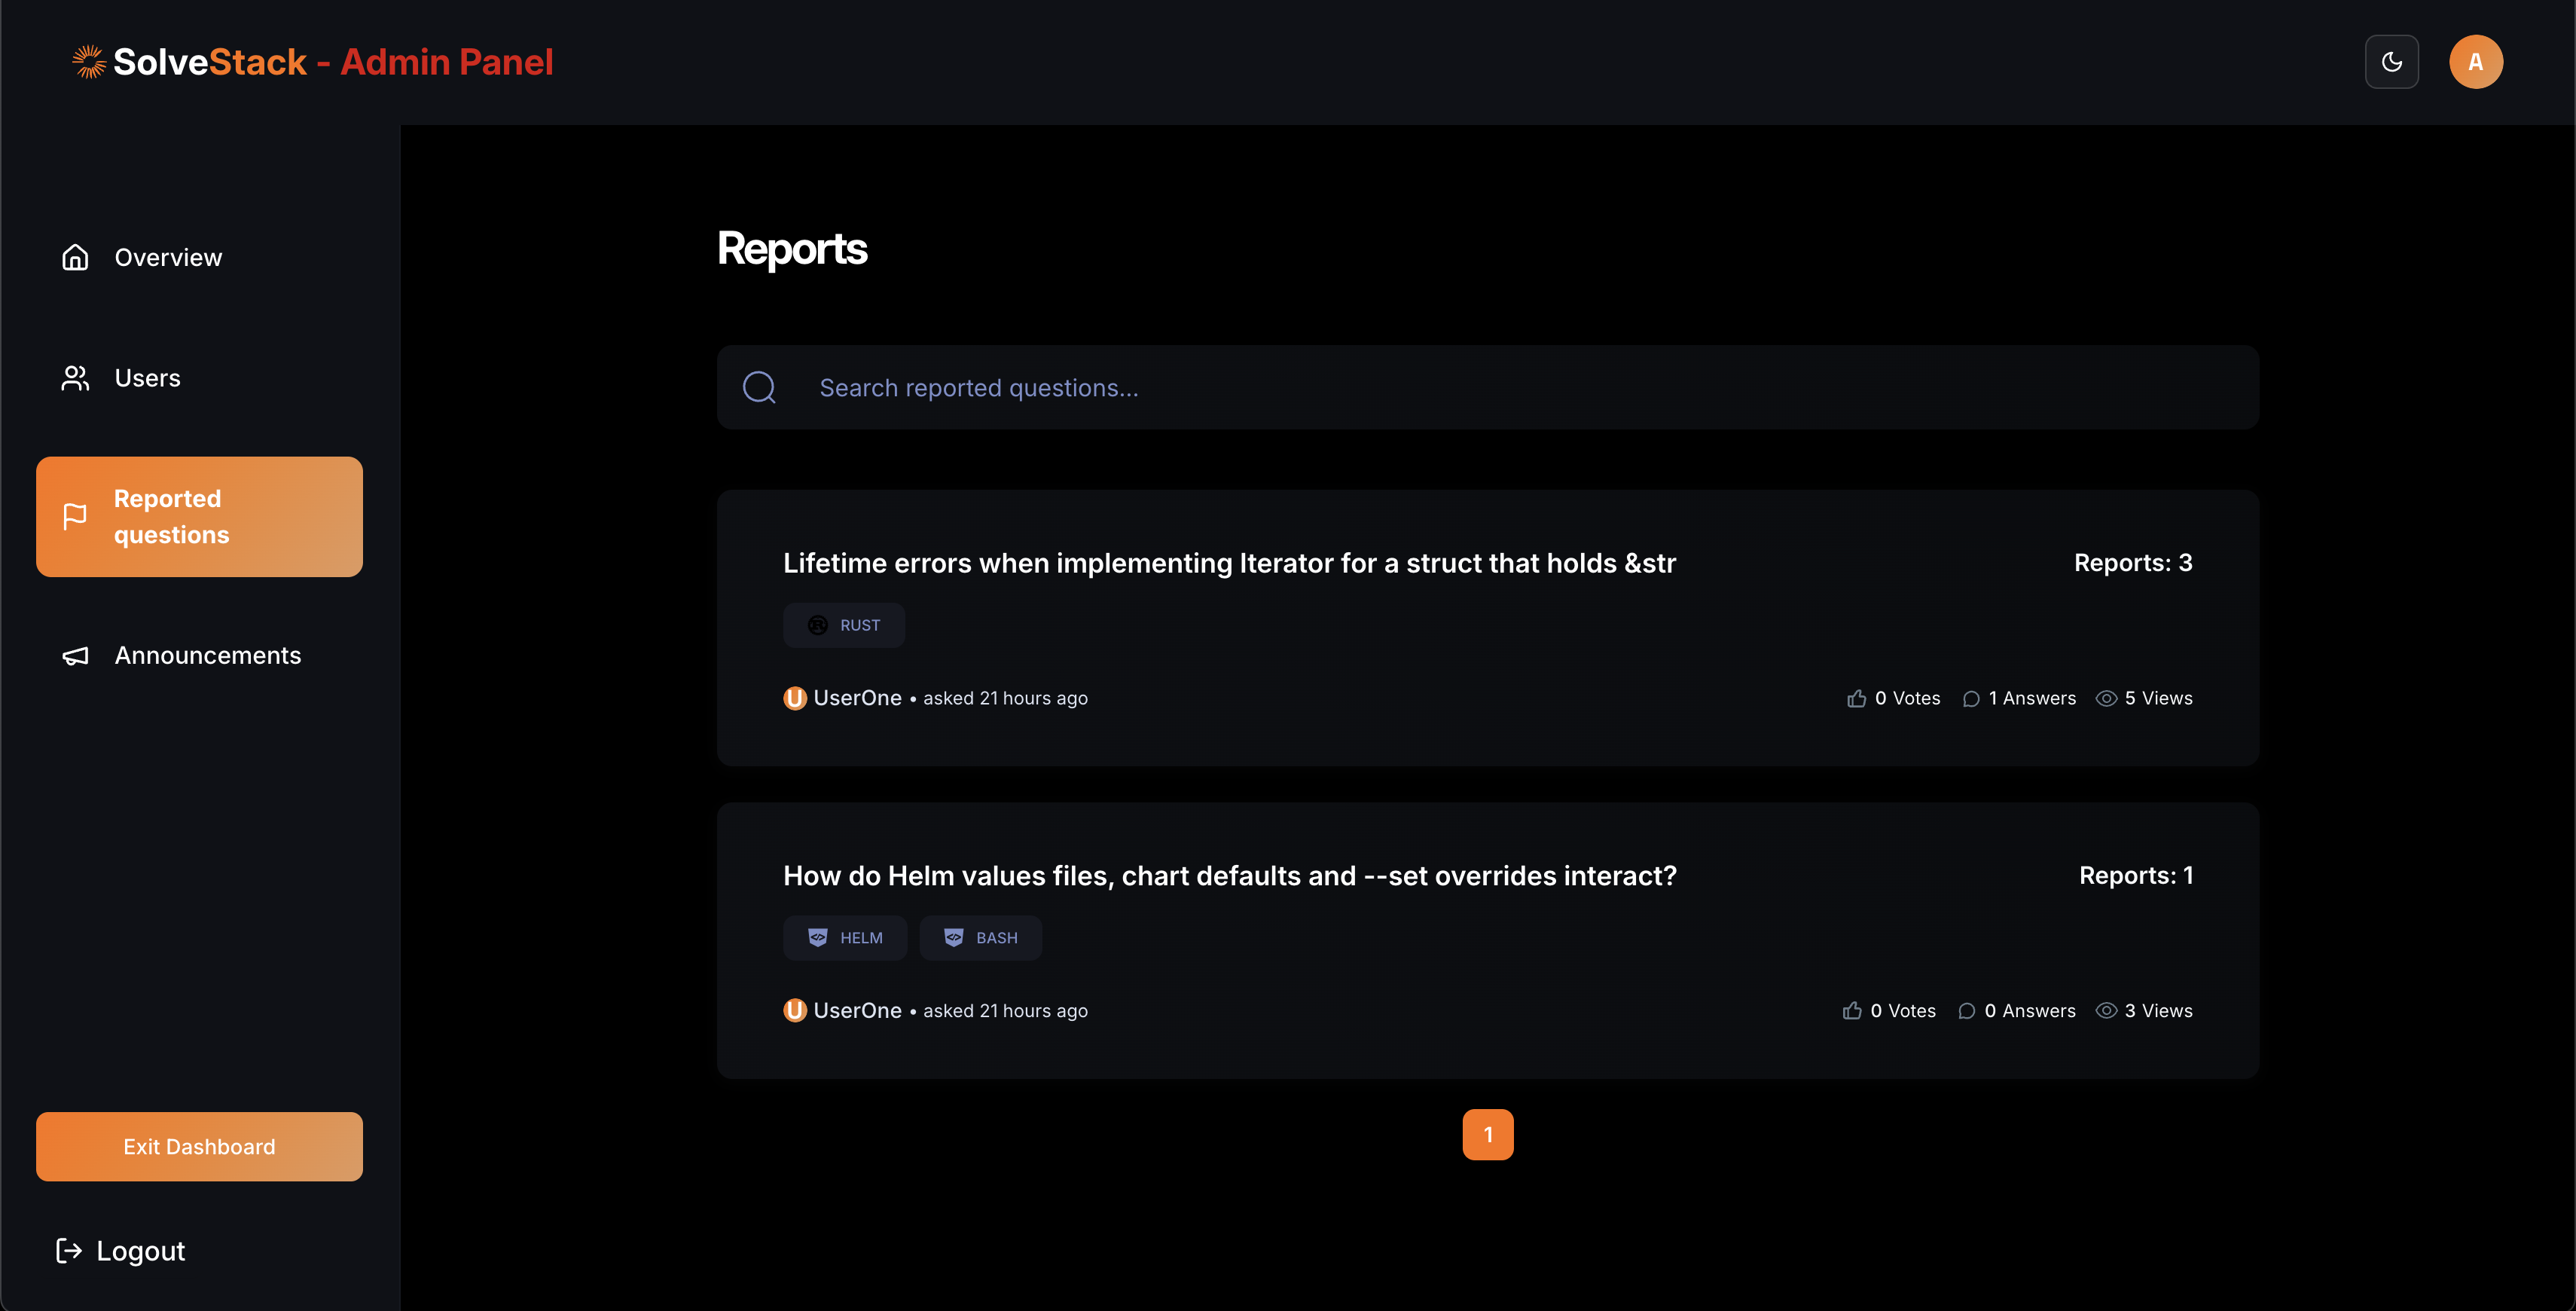 SolveStack - Admin Panel
A
Overview
Users
Reported
questions
Announcements
Exit Dashboard
Logout
Reports
Search reported questions...
Lifetime errors when implementing Iterator for a struct that holds &str
Reports: 3
RUST
U UserOne • asked 21 hours ago
0 Votes 1 Answers 5 Views
How do Helm values files, chart defaults and --set overrides interact?
Reports: 1
HELM BASH
U UserOne • asked 21 hours ago
0 Votes 0 Answers 3 Views
1